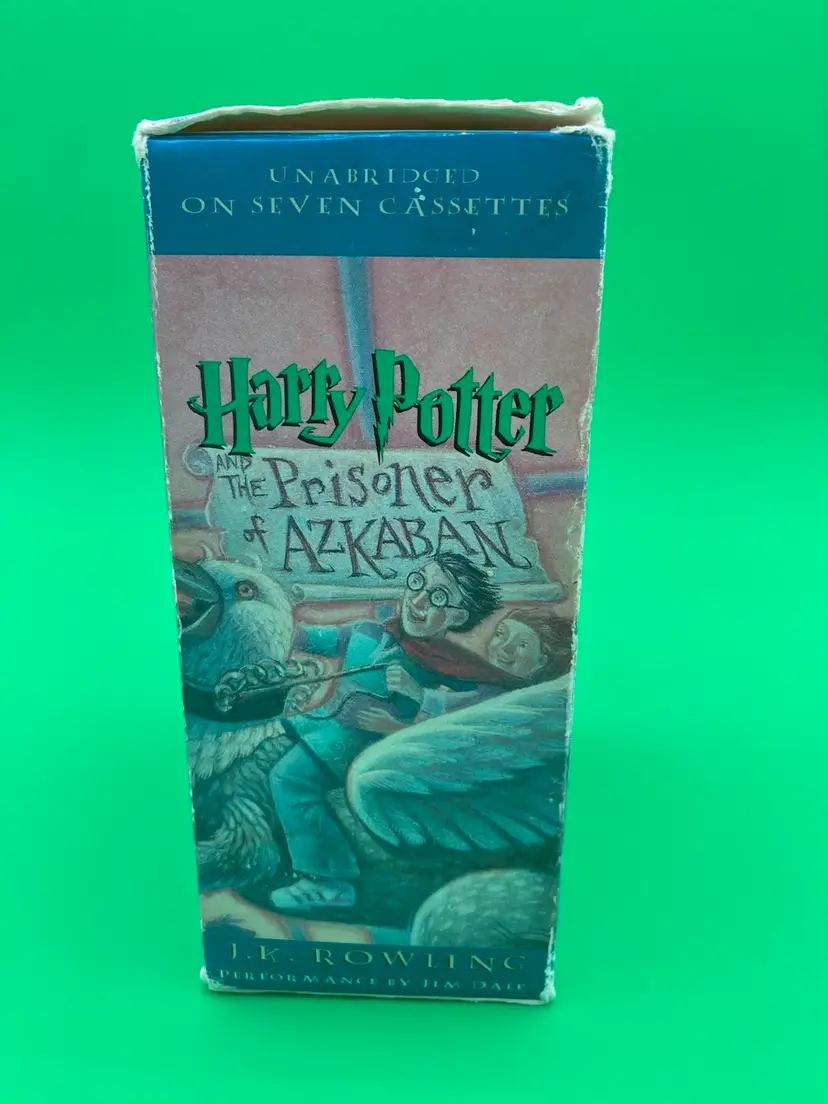 UNABRIDGED
ON SEVEN CASSETTES
Harry Potter
AND THE Prisoner
of AZKABAN
J.K. ROWLING
PERFORMANCE BY JIM DALE